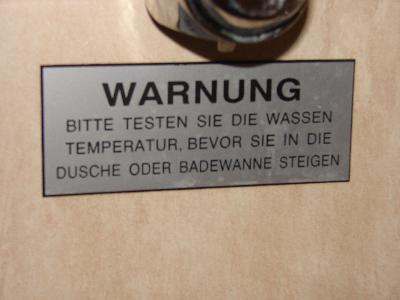 WARNUNG
BITTE TESTEN SIE DIE WASSEN
TEMPERATUR, BEVOR SIE IN DIE
DUSCHE ODER BADEWANNE STEIGEN